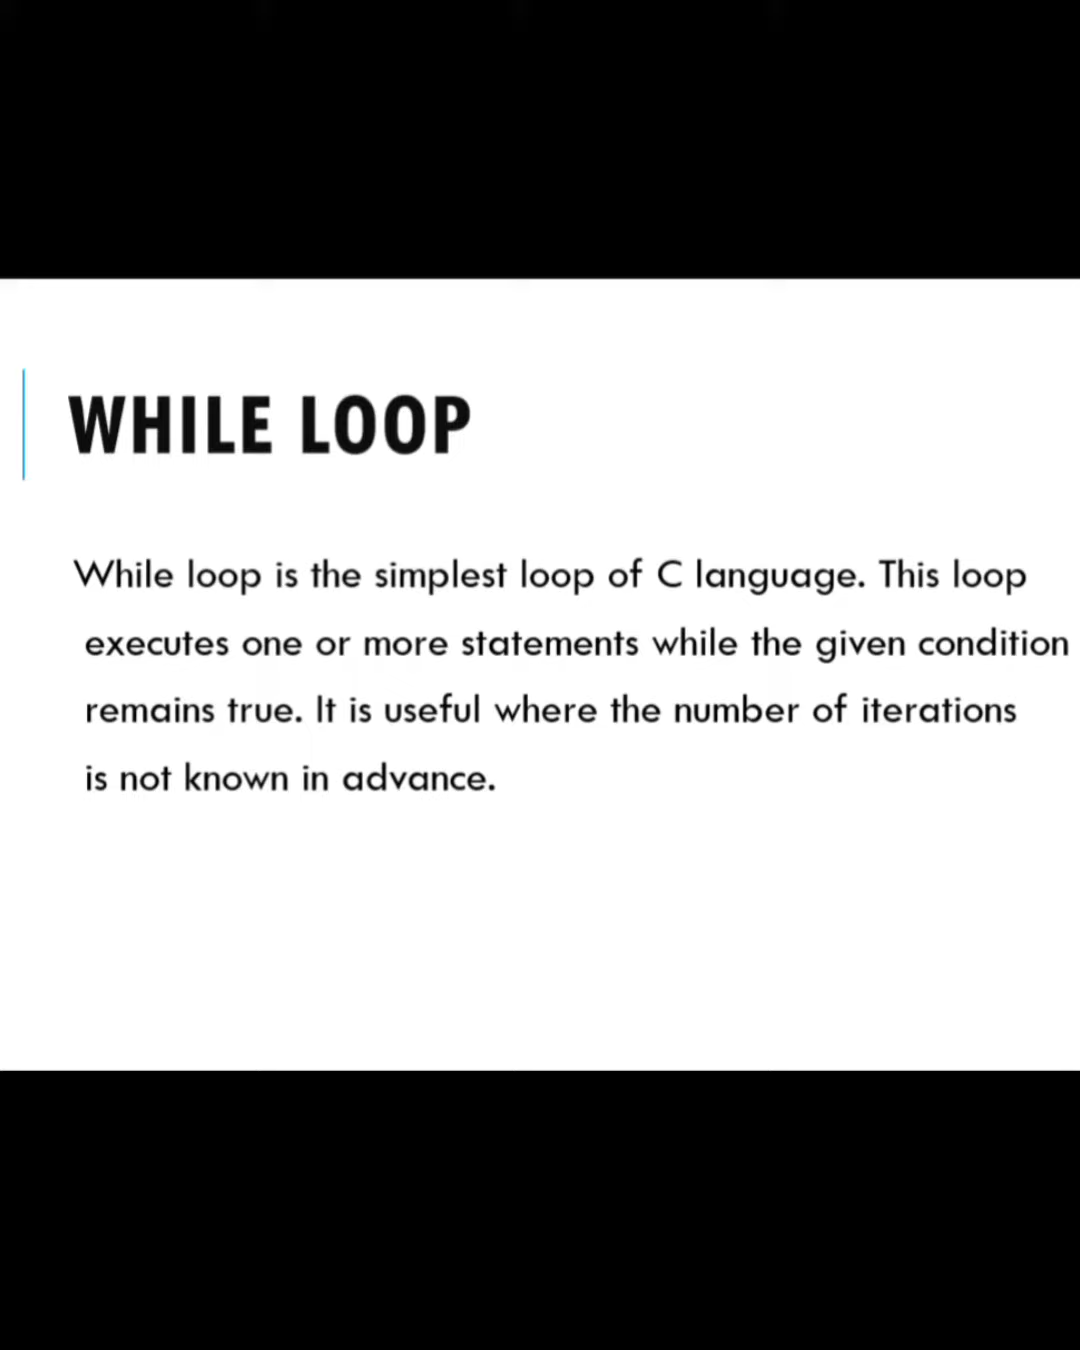 WHILE LOOP
While loop is the simplest loop of C language. This loop
executes one or more statements while the given condition
remains true. It is useful where the number of iterations
is not known in advance.